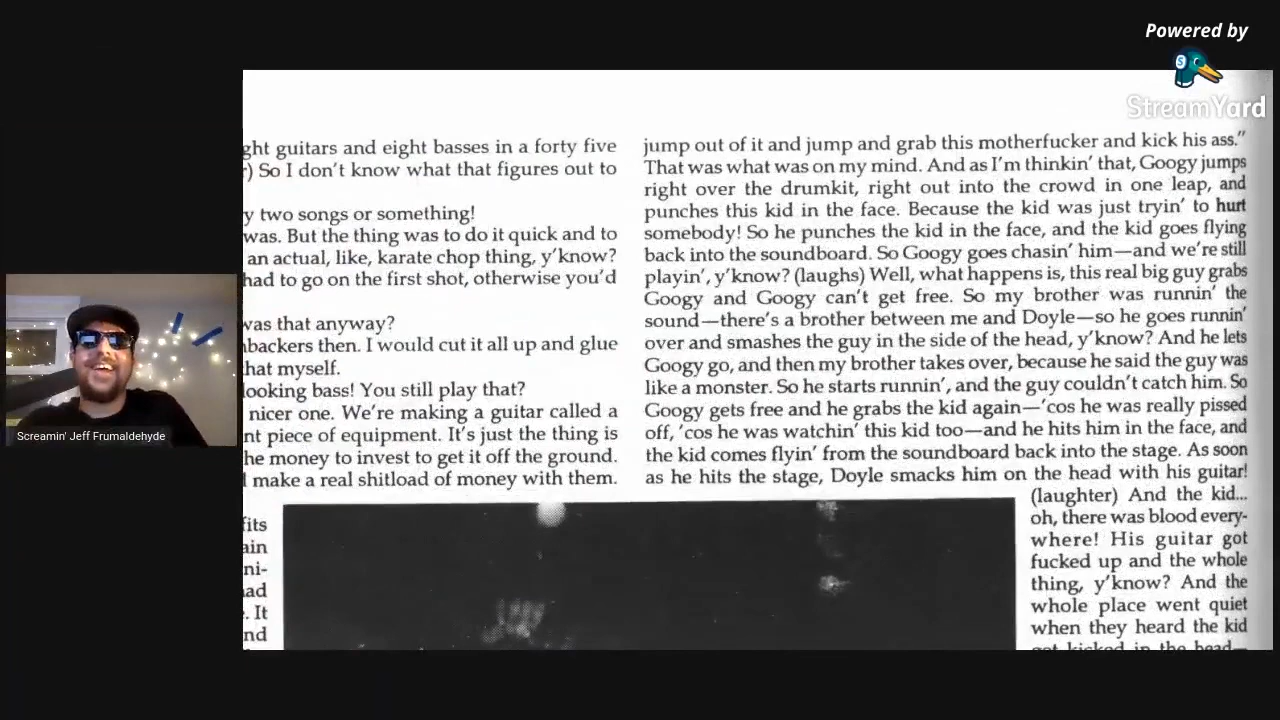 Powered by
StreamYard
ght guitars and eight basses in a forty five
r) So I don't know what that figures out to
y two songs or something!
was. But the thing was to do it quick and to
an actual, like, karate chop thing, y'know?
had to go on the first shot, otherwise you'd
was that anyway?
nbackers then. I would cut it all up and glue
hat myself.
looking bass! You still play that?
nicer one. We're making a guitar called a
nt piece of equipment. It's just the thing is
he money to invest to get it off the ground.
l make a real shitload of money with them.
fits
ain
ni-
ad
. It
nd
jump out of it and jump and grab this motherfucker and kick his ass."
That was what was on my mind. And as I'm thinkin' that, Googy jumps
right over the drumkit, right out into the crowd in one leap, and
punches this kid in the face. Because the kid was just tryin' to hurt
somebody! So he punches the kid in the face, and the kid goes flying
back into the soundboard. So Googy goes chasin' him—and we're still
playin', y'know? (laughs) Well, what happens is, this real big guy grabs
Googy and Googy can't get free. So my brother was runnin' the
sound—there's a brother between me and Doyle—so he goes runnin'
over and smashes the guy in the side of the head, y'know? And he lets
Googy go, and then my brother takes over, because he said the guy was
like a monster. So he starts runnin', and the guy couldn't catch him. So
Googy gets free and he grabs the kid again—'cos he was really pissed
off, 'cos he was watchin' this kid too—and he hits him in the face, and
the kid comes flyin' from the soundboard back into the stage. As soon
as he hits the stage, Doyle smacks him on the head with his guitar!
(laughter) And the kid...
oh, there was blood every-
where! His guitar got
fucked up and the whole
thing, y'know? And the
whole place went quiet
when they heard the kid
got kicked in the head—
Screamin' Jeff Frumaldehyde